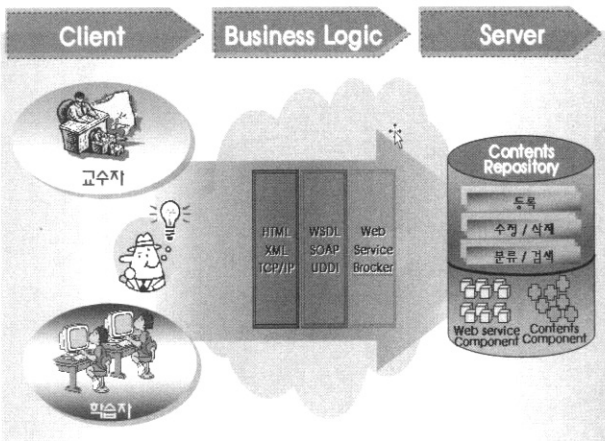 Client
Business Logic
Server
교수자
HTML
XML
TCP/IP
WSDL
SOAP
UDDI
Web
Service
Brocker
Contents
Repository
등록
수정 / 삭제
분류 / 검색
Web service
Component
Contents
Component
학습자